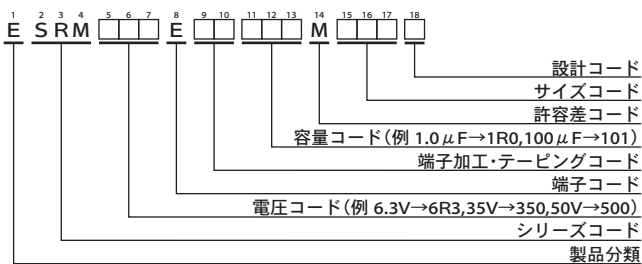 1 2 3 4 5 6 7 8 9 10 11 12 13 14 15 16 17 18
E S R M □□□ E □□ □□□ M □□□ □
設計コード
サイズコード
許容差コード
容量コード(例 1.0μF→1R0,100μF→101)
端子加工・テーピングコード
端子コード
電圧コード(例 6.3V→6R3,35V→350,50V→500)
シリーズコード
製品分類